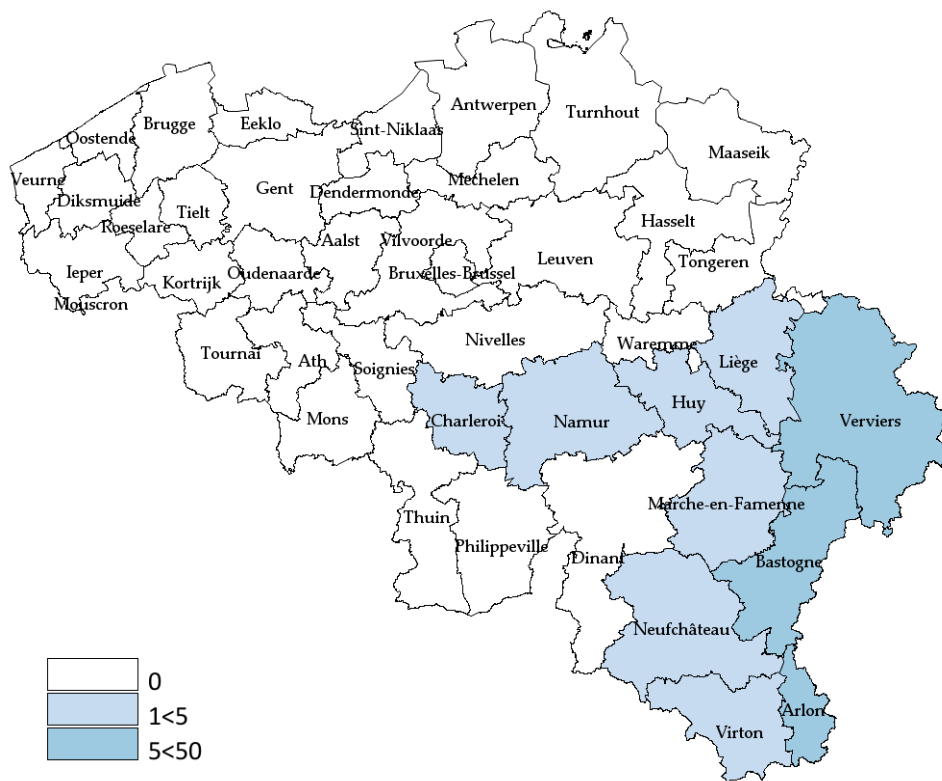 Antwerpen
Turnhout
Brugge
Eeklo
Sint-Niklaas
Oostende
Maaseik
Veurne
Gent
Dendermonde
Mechelen
Diksmuide
Tielt
Roeselare
Hasselt
Aalst
Vilvoorde
Leuven
Tongeren
Ieper
Oudenaarde
Bruxelles-Brussel
Kortrijk
Mouscron
Nivelles
Waremme
Tournai
Ath
Soignies
Liège
Mons
Charleroi
Namur
Huy
Verviers
Marche-en-Famenne
Thuin
Philippeville
Dinant
Bastogne
Neufchâteau
Arlon
Virton
0
1<5
5<50